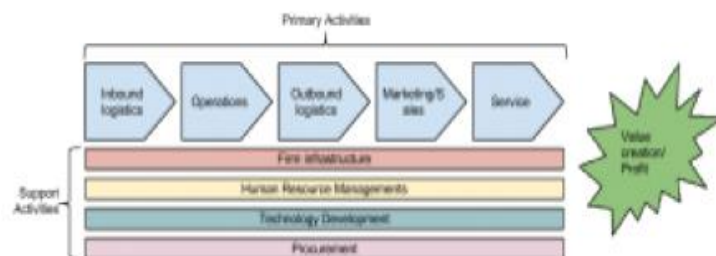 Primary Activities
Inbound
logistics
Operations
Outbound
logistics
Marketing/S
ales
Service
Value
creation/
Profit
Firm infrastructure
Human Resource Managements
Support
Activities
Technology Development
Procurement